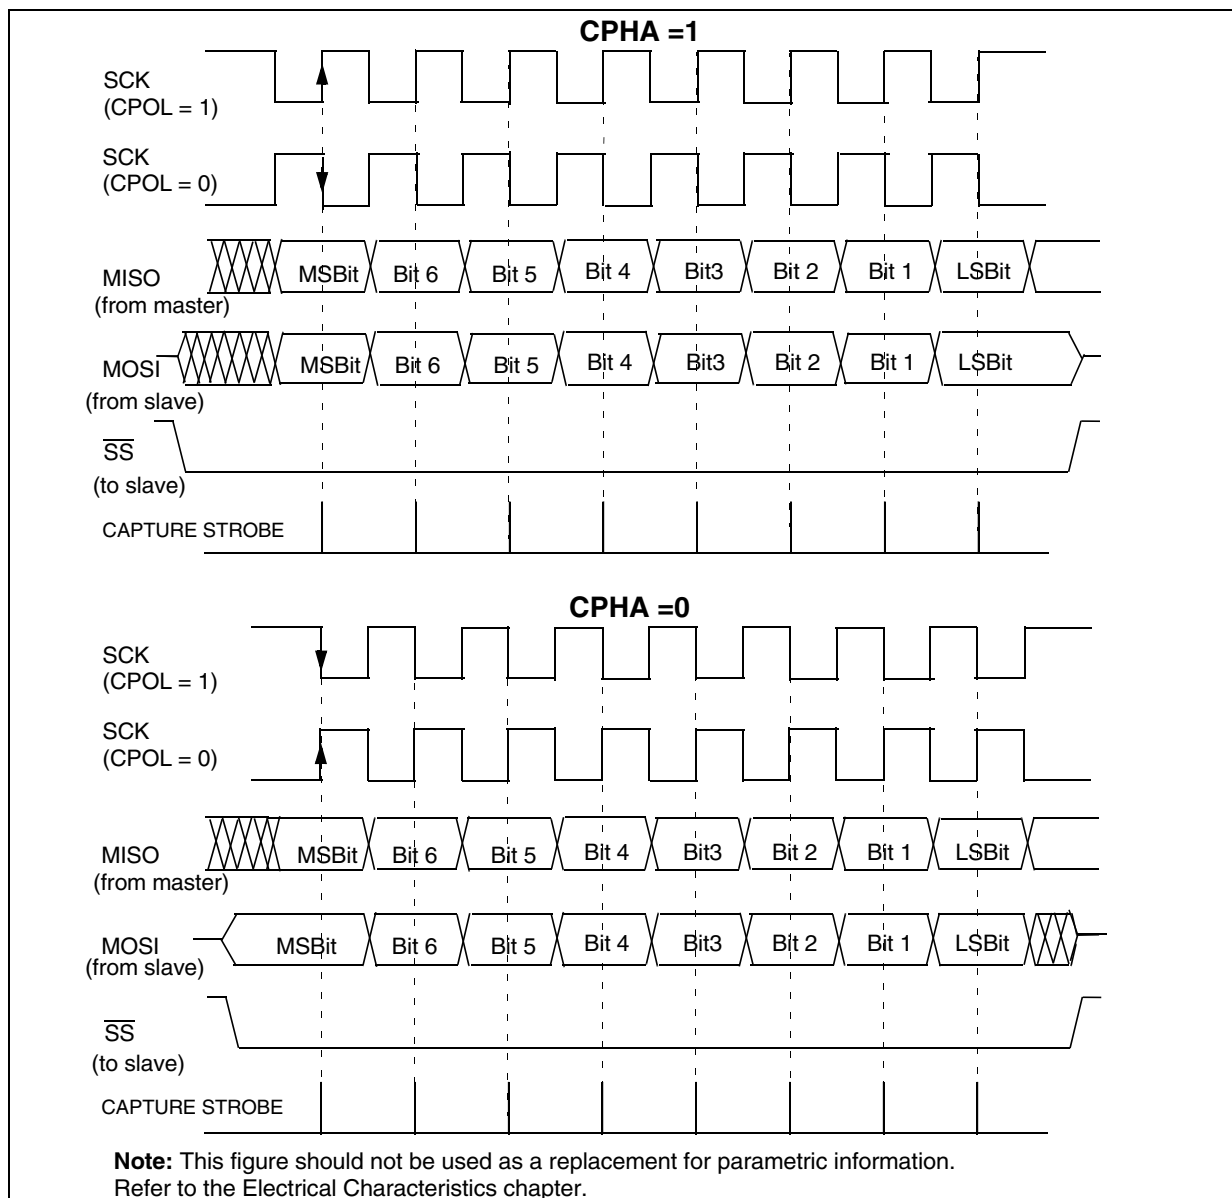 CPHA =1
SCK
(CPOL = 1)
SCK
(CPOL = 0)
MISO
(from master)
MSBit Bit 6 Bit 5 Bit 4 Bit3 Bit 2 Bit 1 LSBit
MOSI
(from slave)
MSBit Bit 6 Bit 5 Bit 4 Bit3 Bit 2 Bit 1 LSBit
SS
(to slave)
CAPTURE STROBE
CPHA =0
SCK
(CPOL = 1)
SCK
(CPOL = 0)
MISO
(from master)
MSBit Bit 6 Bit 5 Bit 4 Bit3 Bit 2 Bit 1 LSBit
MOSI
(from slave)
MSBit Bit 6 Bit 5 Bit 4 Bit3 Bit 2 Bit 1 LSBit
SS
(to slave)
CAPTURE STROBE
Note: This figure should not be used as a replacement for parametric information.
Refer to the Electrical Characteristics chapter.